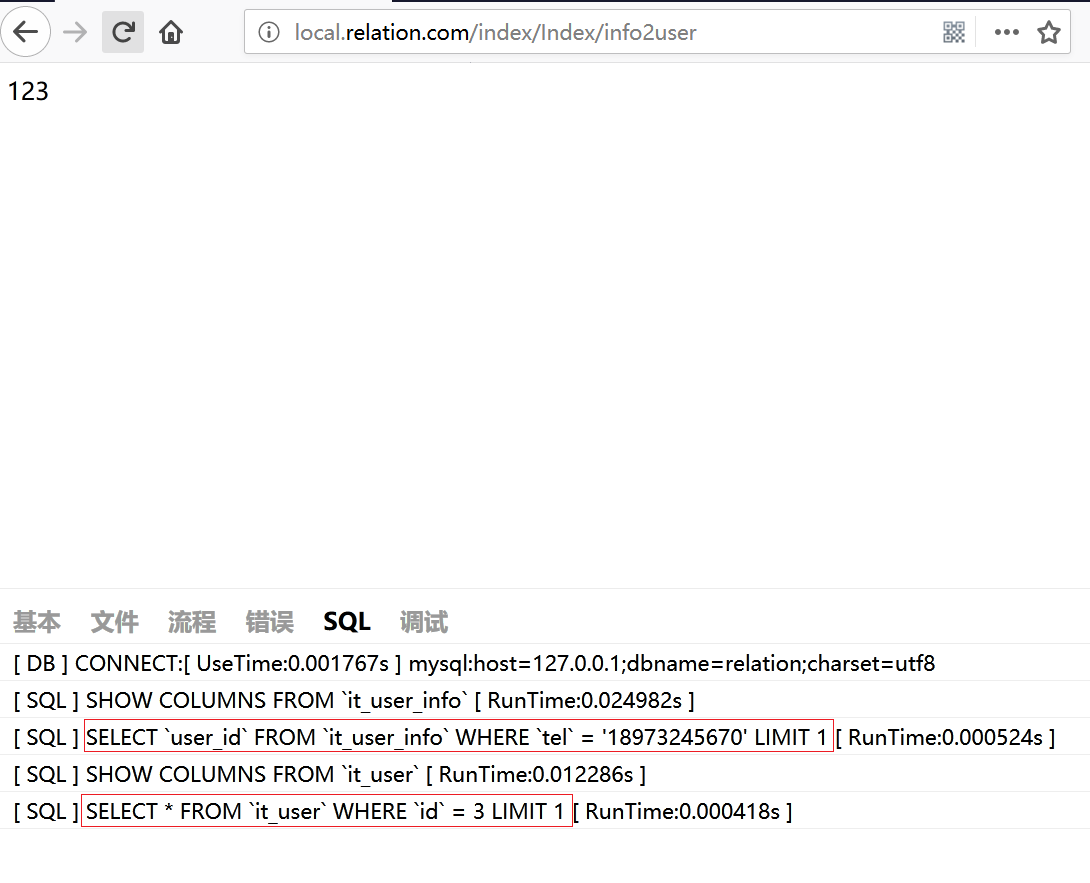 local.relation.com/index/Index/info2user
123
基本 文件 流程 错误 SQL 调试
[ DB ] CONNECT:[ UseTime:0.001767s ] mysql:host=127.0.0.1;dbname=relation;charset=utf8
[ SQL ] SHOW COLUMNS FROM `it_user_info` [ RunTime:0.024982s ]
[ SQL ] SELECT `user_id` FROM `it_user_info` WHERE `tel` = '18973245670' LIMIT 1 [ RunTime:0.000524s ]
[ SQL ] SHOW COLUMNS FROM `it_user` [ RunTime:0.012286s ]
[ SQL ] SELECT * FROM `it_user` WHERE `id` = 3 LIMIT 1 [ RunTime:0.000418s ]